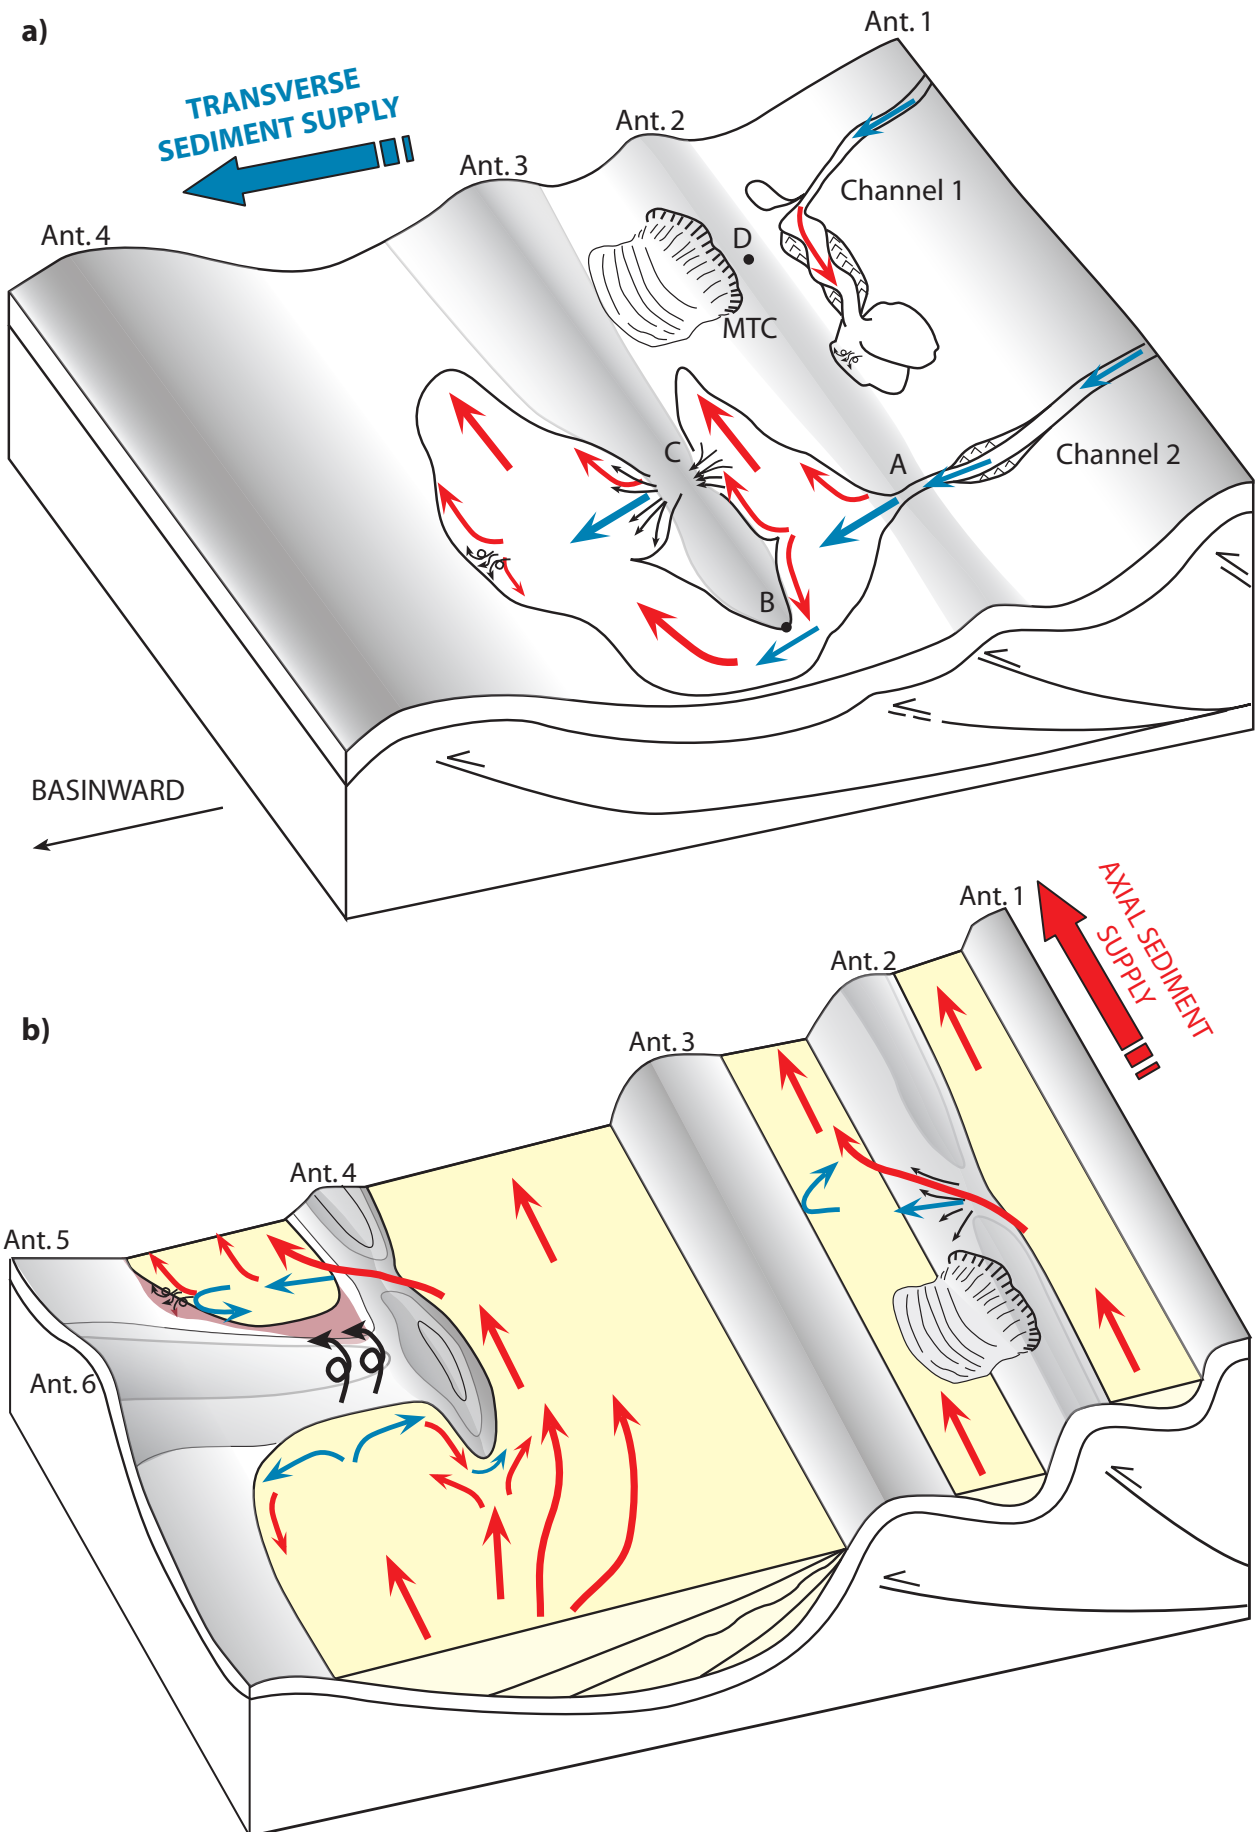 a)
Ant. 1
TRANSVERSE
SEDIMENT SUPPLY
Ant. 2
Ant. 3
Channel 1
Ant. 4
D
MTC
C
A
Channel 2
B
BASINWARD
b)
AXIAL SEDIMENT
SUPPLY
Ant. 1
Ant. 2
Ant. 3
Ant. 4
Ant. 5
Ant. 6